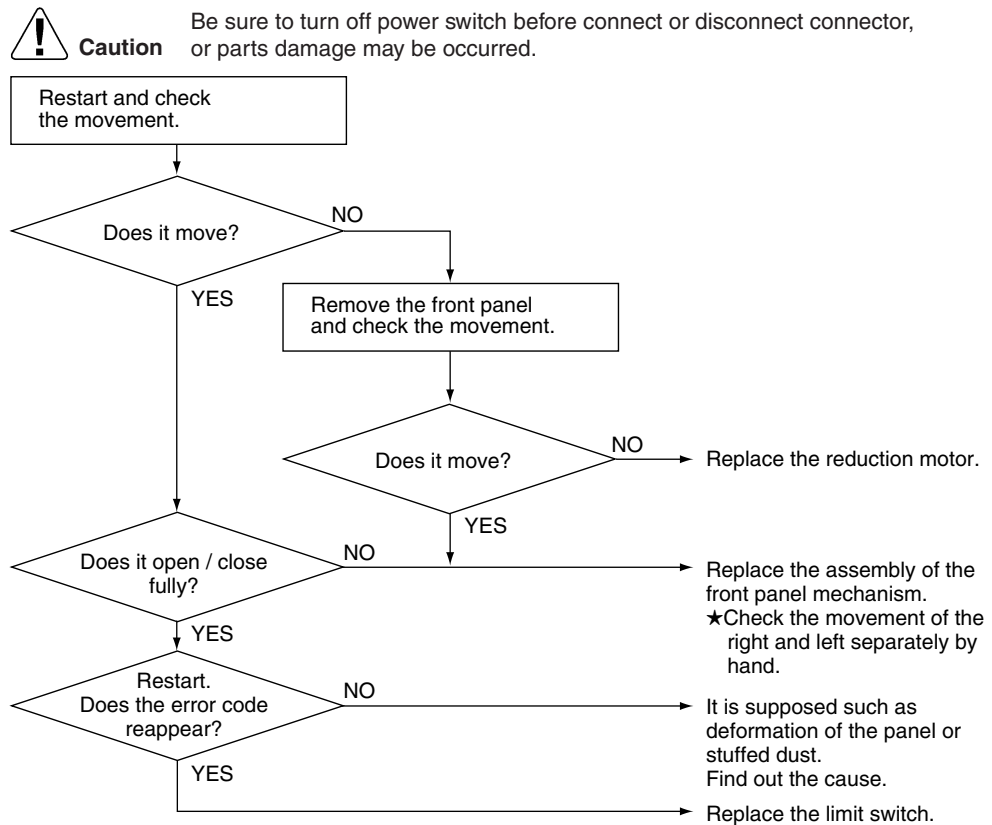 Caution
Be sure to turn off power switch before connect or disconnect connector,
or parts damage may be occurred.
Restart and check
the movement.
Does it move?
NO
YES
Remove the front panel
and check the movement.
Does it move?
NO
Replace the reduction motor.
YES
Does it open / close
fully?
NO
Replace the assembly of the
front panel mechanism.
★Check the movement of the
right and left separately by
hand.
YES
Restart.
Does the error code
reappear?
NO
It is supposed such as
deformation of the panel or
stuffed dust.
Find out the cause.
YES
Replace the limit switch.